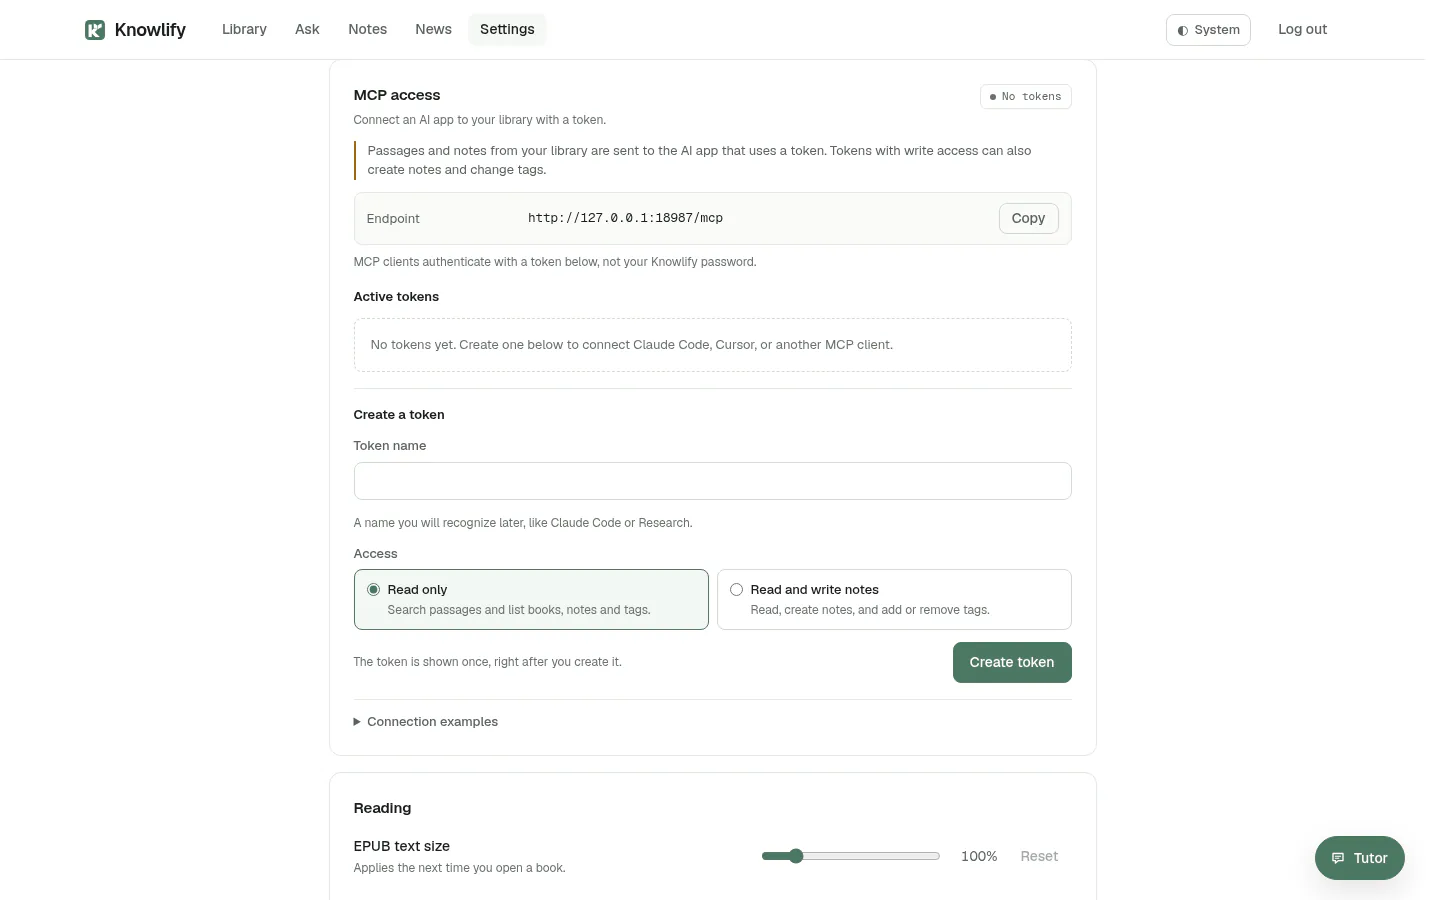 Knowlify
Library
Ask
Notes
News
Settings
System
Log out
MCP access
No tokens
Connect an AI app to your library with a token.
Passages and notes from your library are sent to the AI app that uses a token. Tokens with write access can also
create notes and change tags.
Endpoint
http://127.0.0.1:18987/mcp
Copy
MCP clients authenticate with a token below, not your Knowlify password.
Active tokens
No tokens yet. Create one below to connect Claude Code, Cursor, or another MCP client.
Create a token
Token name
A name you will recognize later, like Claude Code or Research.
Access
Read only
Search passages and list books, notes and tags.
Read and write notes
Read, create notes, and add or remove tags.
The token is shown once, right after you create it.
Create token
Connection examples
Reading
EPUB text size
Applies the next time you open a book.
100%
Reset
Tutor